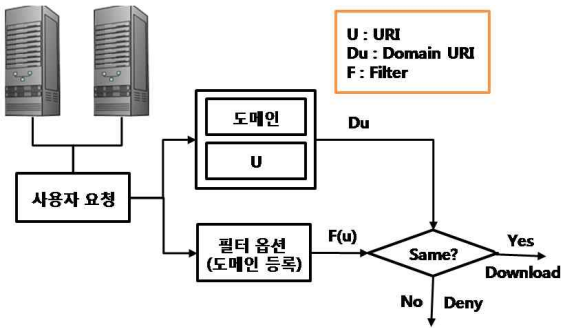 U : URI
Du : Domain URI
F : Filter
도메인
Du
U
사용자 요청
필터 옵션
(도메인 등록)
F(u)
Same?
Yes
Download
No
Deny